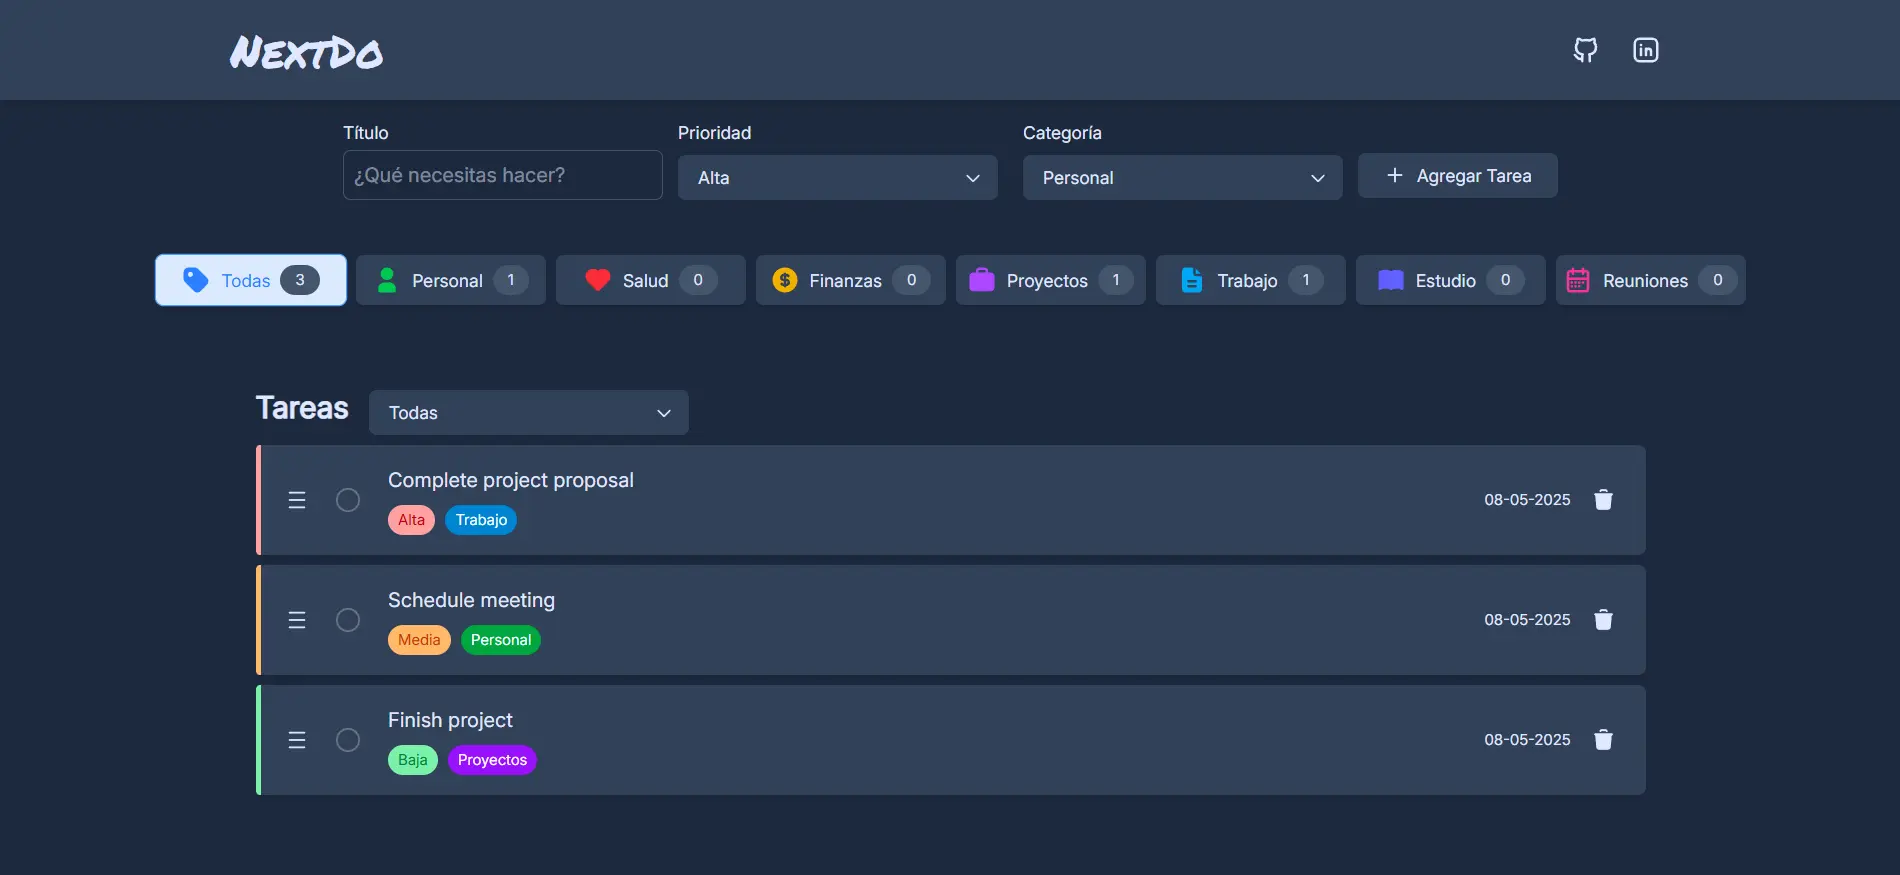 NextDo
Título
Prioridad
Categoría
¿Qué necesitas hacer?
Alta
Personal
Agregar Tarea
Todas 3
Personal 1
Salud 0
Finanzas 0
Proyectos 1
Trabajo 1
Estudio 0
Reuniones 0
Tareas
Todas
Complete project proposal
Alta Trabajo
08-05-2025
Schedule meeting
Media Personal
08-05-2025
Finish project
Baja Proyectos
08-05-2025